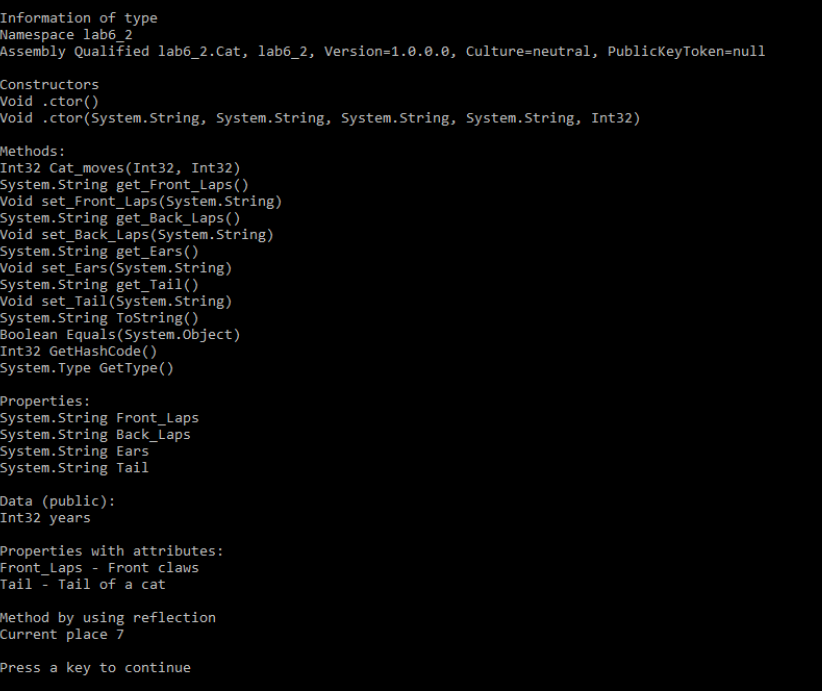 Information of type
Namespace lab6_2
Assembly Qualified lab6_2.Cat, lab6_2, Version=1.0.0.0, Culture=neutral, PublicKeyToken=null
Constructors
Void .ctor()
Void .ctor(System.String, System.String, System.String, System.String, Int32)
Methods:
Int32 Cat_moves(Int32, Int32)
System.String get_Front_Laps()
Void set_Front_Laps(System.String)
System.String get_Back_Laps()
Void set_Back_Laps(System.String)
System.String get_Ears()
Void set_Ears(System.String)
System.String get_Tail()
Void set_Tail(System.String)
System.String ToString()
Boolean Equals(System.Object)
Int32 GetHashCode()
System.Type GetType()
Properties:
System.String Front_Laps
System.String Back_Laps
System.String Ears
System.String Tail
Data (public):
Int32 years
Properties with attributes:
Front_Laps - Front claws
Tail - Tail of a cat
Method by using reflection
Current place 7
Press a key to continue